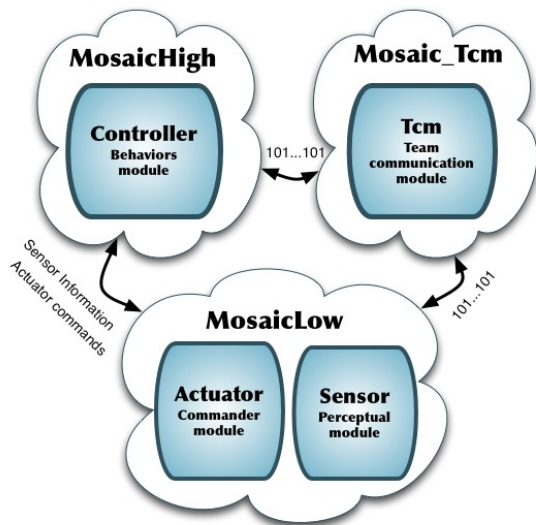 MosaicHigh
Controller
Behaviors
module
101...101
Mosaic_Tcm
Tcm
Team
communication
module
Sensor Information
Actuator commands
101...101
MosaicLow
Actuator
Commander
module
Sensor
Perceptual
module